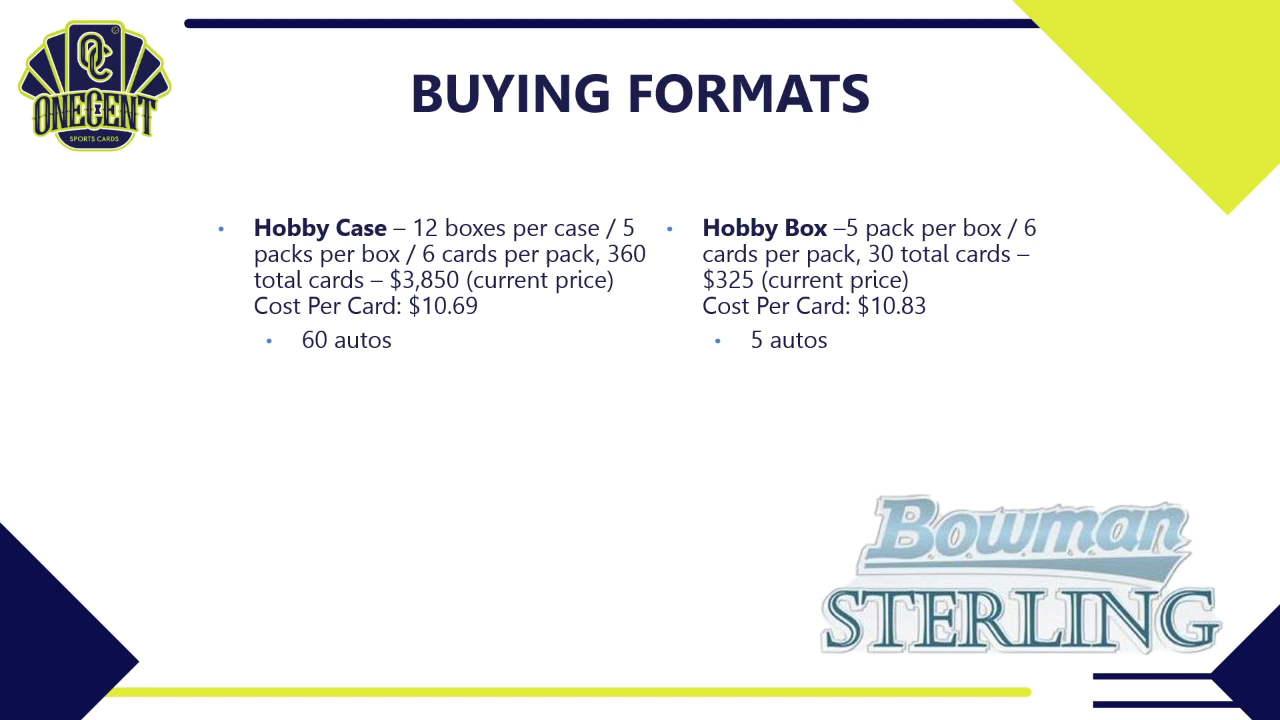 OC
ONECENT
SPORTS CARDS
BUYING FORMATS
• Hobby Case – 12 boxes per case / 5
packs per box / 6 cards per pack, 360
total cards – $3,850 (current price)
Cost Per Card: $10.69
• 60 autos
• Hobby Box –5 pack per box / 6
cards per pack, 30 total cards –
$325 (current price)
Cost Per Card: $10.83
• 5 autos
Bowman
STERLING